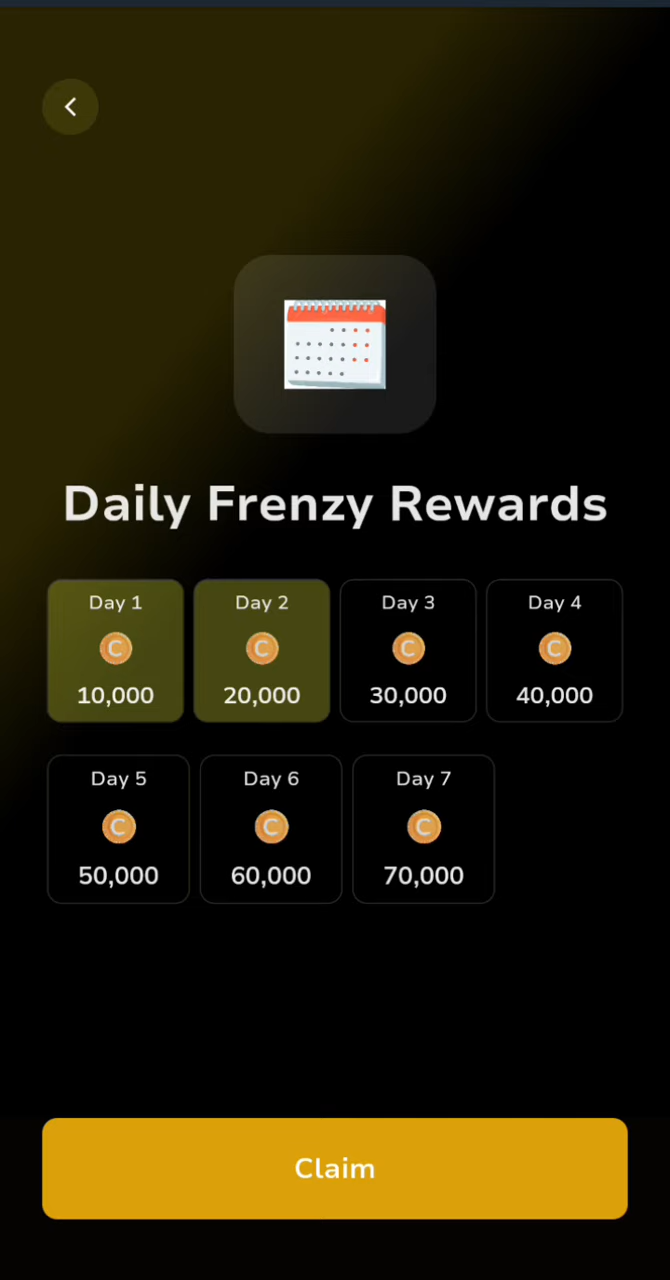 Daily Frenzy Rewards
Day 1 Day 2 Day 3 Day 4
C C C C
10,000 20,000 30,000 40,000
Day 5 Day 6 Day 7
C C C
50,000 60,000 70,000
Claim